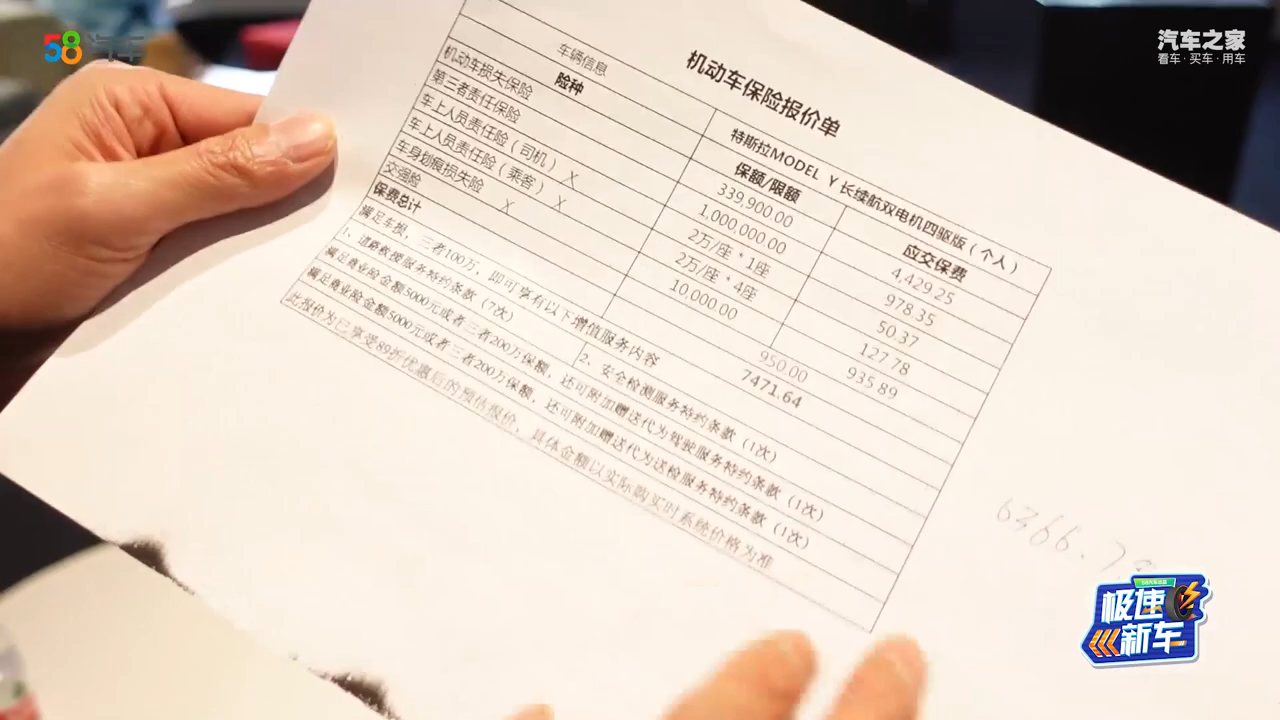 58汽车
汽车之家
看车·买车·用车
机动车保险报价单
车辆信息 特斯拉MODEL Y 长续航双电机四驱版（个人）
险种 保额/限额 应交保费
机动车损失保险 339,900.00 4,429.25
第三者责任保险 1,000,000.00 978.35
车上人员责任险（司机） X 2万/座 * 1座 50.37
车上人员责任险（乘客） X 2万/座 * 4座 127.78
车身划痕损失险 X 10,000.00 935.89
交强险 950.00
保费总计 7471.64
满足车损，三者100万，即可享有以下增值服务内容
1、道路救援服务特约条款（7次） 2、安全检测服务特约条款（1次）
满足商业险金额5000元或者三者200万保额，还可附加赠送代为驾驶服务特约条款（1次）
满足商业险金额5000元或者三者200万保额，还可附加赠送代为送检服务特约条款（1次）
此报价为已享受89折优惠后的预估报价，具体金额以实际购买时系统价格为准
极速
新车